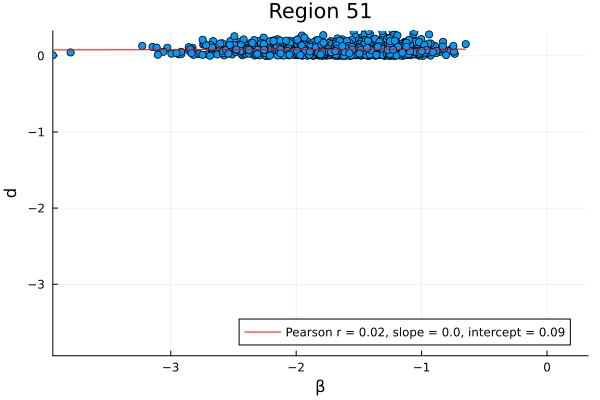 Region 51
0
−1
−2
−3
d
Pearson r = 0.02, slope = 0.0, intercept = 0.09
−3
−2
−1
0
β